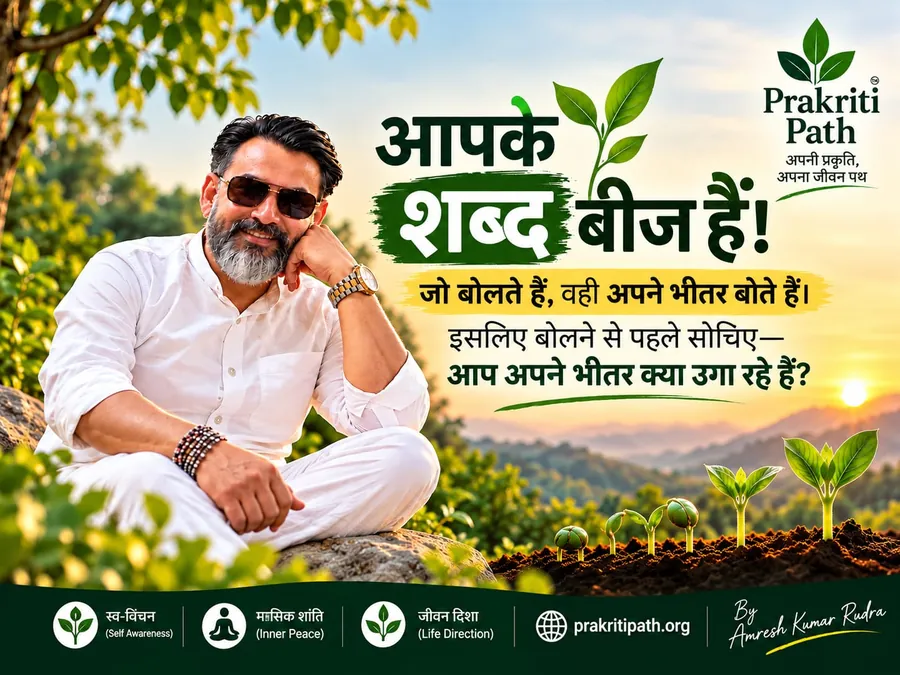 आपके
शब्द बीज हैं!
जो बोलते हैं, वही अपने भीतर बोते हैं।
इसलिए बोलने से पहले सोचिए—
आप अपने भीतर क्या उगा रहे हैं?
Prakriti
Path
अपनी प्रकृति,
अपना जीवन पथ
स्व-विंचन
(Self Awareness)
शांति
(Inner Peace)
जीवन दिशा
(Life Direction)
prakritipath.org
By
Amresh Kumar Rudra